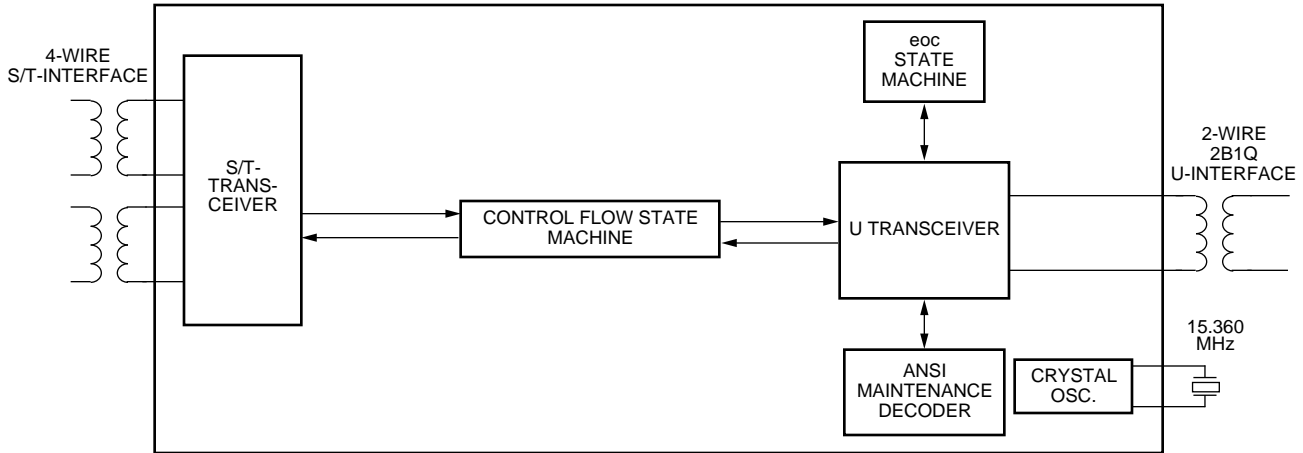 4-WIRE
S/T-INTERFACE
S/T-
TRANS-
CEIVER
CONTROL FLOW STATE
MACHINE
eoc
STATE
MACHINE
U TRANSCEIVER
ANSI
MAINTENANCE
DECODER
CRYSTAL
OSC.
2-WIRE
2B1Q
U-INTERFACE
15.360
MHz